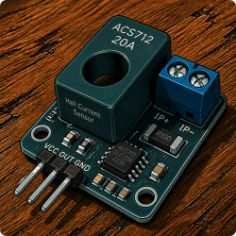 ACS712
20A
Hall Current
Sensor
IP+
IP-
VCC OUT GND